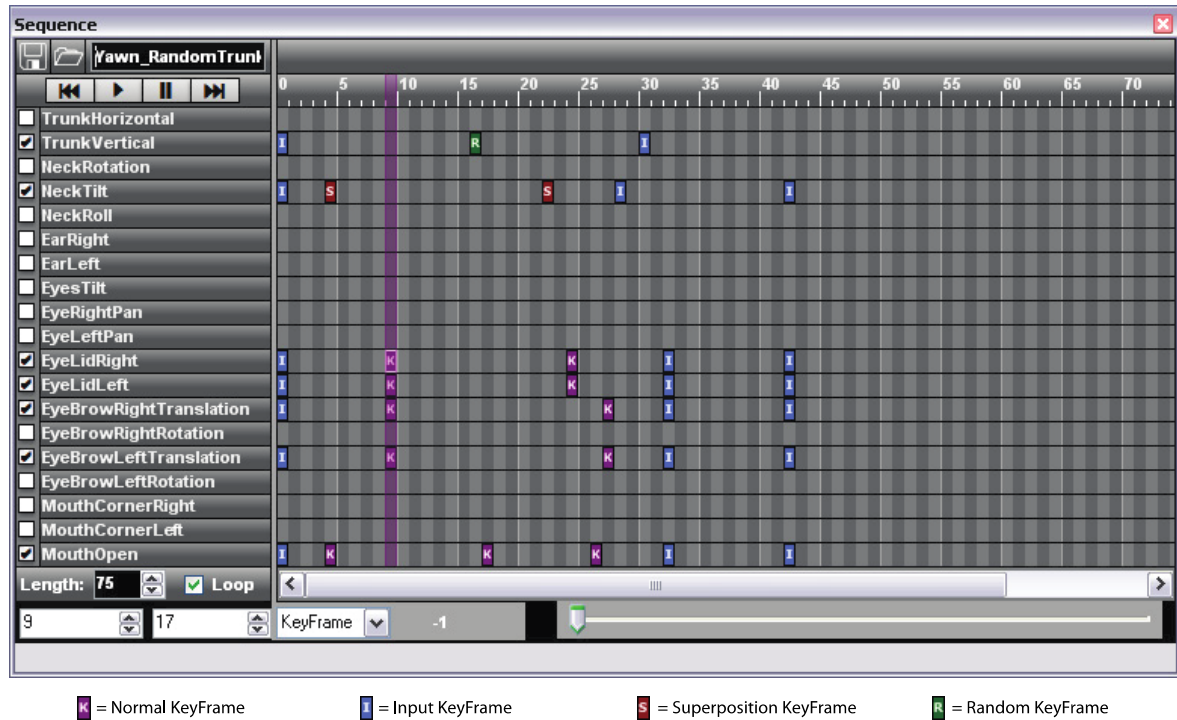 Sequence
Yawn_RandomTrunk
0 5 10 15 20 25 30 35 40 45 50 55 60 65 70
TrunkHorizontal
TrunkVertical I R I
NeckRotation
NeckTilt I S S I I
NeckRoll
EarRight
EarLeft
EyesTilt
EyeRightPan
EyeLeftPan
EyeLidRight I K K I I
EyeLidLeft I K K I I
EyeBrowRightTranslation I K K I I
EyeBrowRightRotation
EyeBrowLeftTranslation I K K I I
EyeBrowLeftRotation
MouthCornerRight
MouthCornerLeft
MouthOpen I K K K I I
Length: 75 Loop
9 17 KeyFrame -1
K = Normal KeyFrame I = Input KeyFrame S = Superposition KeyFrame R = Random KeyFrame